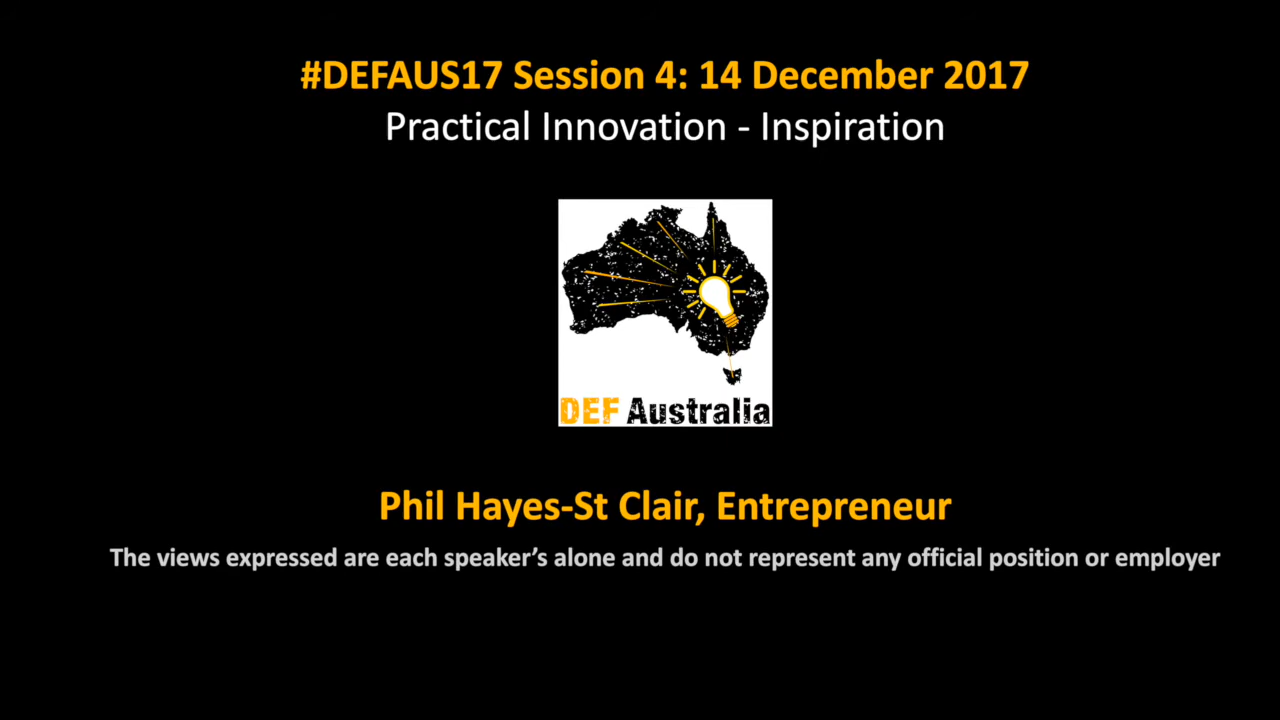 #DEFAUS17 Session 4: 14 December 2017
Practical Innovation - Inspiration
DEF Australia
Phil Hayes-St Clair, Entrepreneur
The views expressed are each speaker’s alone and do not represent any official position or employer